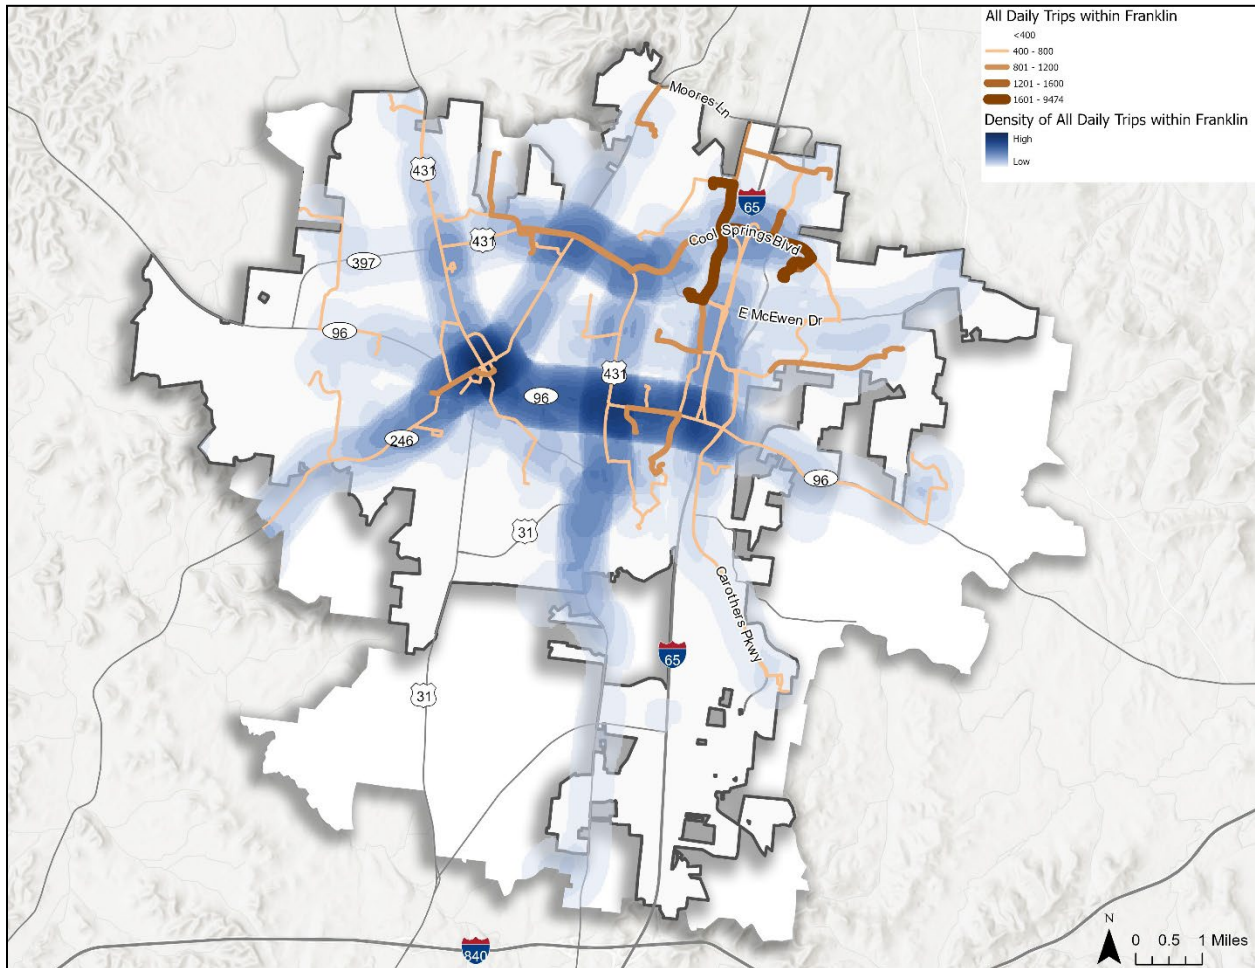 All Daily Trips within Franklin
<400
400 - 800
801 - 1200
1201 - 1600
1601 - 9474
Density of All Daily Trips within Franklin
High
Low
Moores Ln
431
65
Cool Springs Blvd
431
397
E McEwen Dr
96
431
96
246
96
31
Carothers Pkwy
65
31
N
0 0.5 1 Miles
840